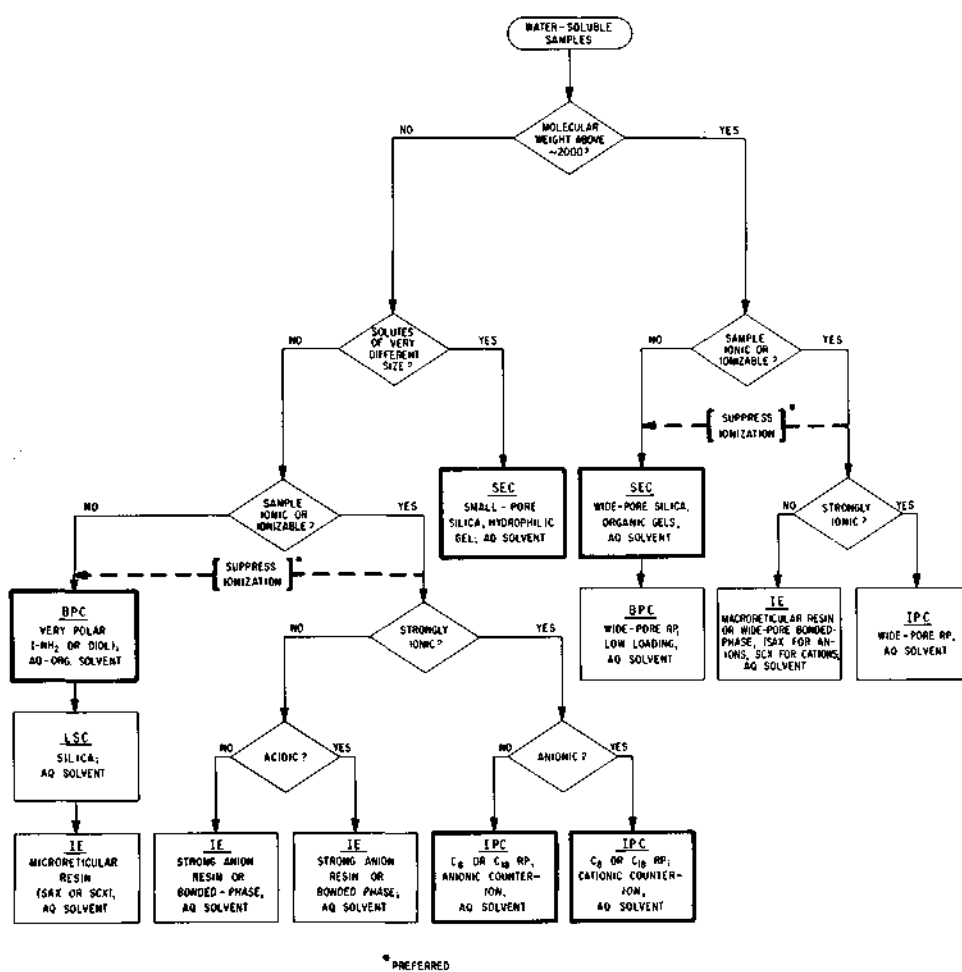 WATER-SOLUBLE
SAMPLES
MOLECULAR
WEIGHT ABOVE
~2000?
NO
YES
SOLUTES
OF VERY
DIFFERENT
SIZE?
NO
YES
SAMPLE
IONIC OR
IONIZABLE?
NO
YES
[SUPPRESS
IONIZATION]*
SAMPLE
IONIC OR
IONIZABLE?
NO
YES
[SUPPRESS
IONIZATION]*
SEC
SMALL-PORE
SILICA, HYDROPHILIC
GEL; AQ SOLVENT
SEC
WIDE-PORE SILICA,
ORGANIC GELS,
AQ SOLVENT
STRONGLY
IONIC?
NO
YES
BPC
VERY POLAR
(-NH₂ OR DIOL),
AQ-ORG. SOLVENT
STRONGLY
IONIC?
NO
YES
BPC
WIDE-PORE RP,
LOW LOADING,
AQ SOLVENT
IE
MACRORETICULAR RESIN
OR WIDE-PORE BONDED-
PHASE, (SAX FOR AN-
IONS, SCX FOR CATIONS,
AQ SOLVENT
IPC
WIDE-PORE RP,
AQ SOLVENT
LSC
SILICA;
AQ SOLVENT
ACIDIC?
NO
YES
ANIONIC?
NO
YES
IE
MICRORETICULAR
RESIN
(SAX OR SCX),
AQ SOLVENT
IE
STRONG ANION
RESIN OR
BONDED-PHASE,
AQ SOLVENT
IE
STRONG ANION
RESIN OR
BONDED PHASE;
AQ SOLVENT
IPC
C₈ OR C₁₈ RP,
ANIONIC COUNTER-
ION,
AQ SOLVENT
IPC
C₈ OR C₁₈ RP;
CATIONIC COUNTER-
ION,
AQ SOLVENT
*PREFERRED